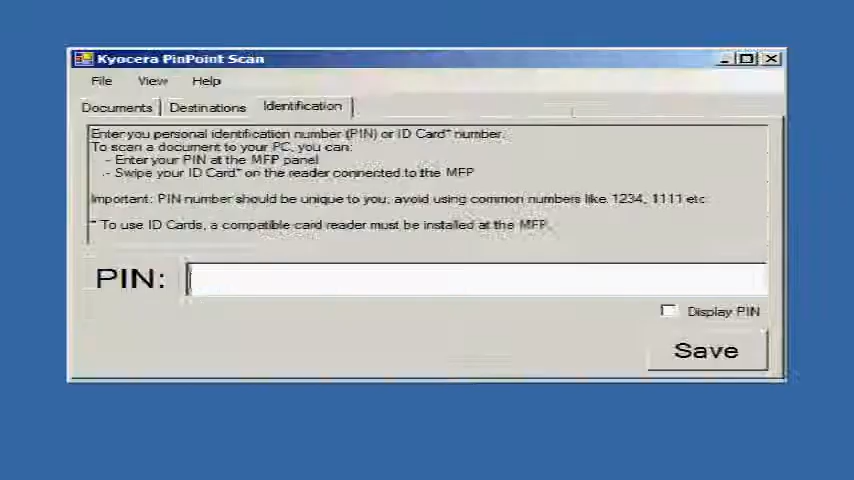 Kyocera PinPoint Scan
File View Help
Documents Destinations Identification
Enter you personal identification number (PIN) or ID Card* number.
To scan a document to your PC, you can:
- Enter your PIN at the MFP panel
- Swipe your ID Card* on the reader connected to the MFP
Important: PIN number should be unique to you, avoid using common numbers like 1234, 1111 etc.
* To use ID Cards, a compatible card reader must be installed at the MFP.
PIN:
Display PIN
Save